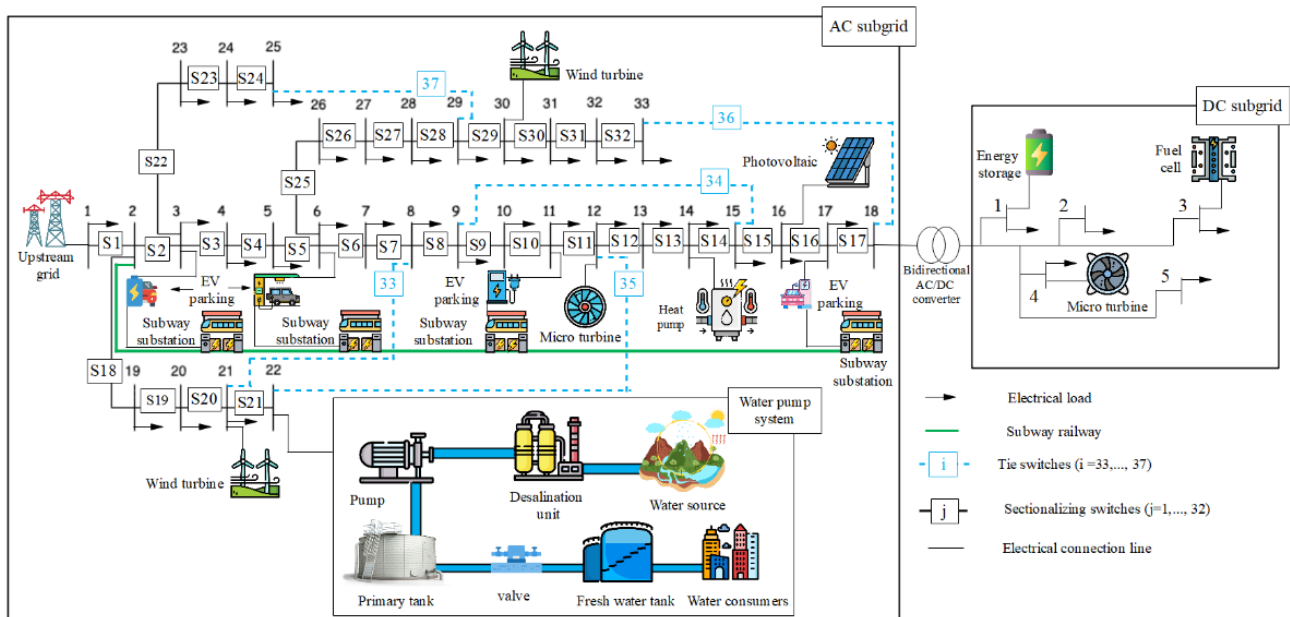 AC subgrid
23 24 25
S23 S24
37
Wind turbine
26 27 28 29 30 31 32 33
S26 S27 S28 S29 S30 S31 S32
36
S22
S25
Photovoltaic
34
DC subgrid
Energy
storage
Fuel
cell
1 2 3
4 5
Micro turbine
1 2 3 4 5 6 7 8 9 10 11 12 13 14 15 16 17 18
S1 S2 S3 S4 S5 S6 S7 S8 S9 S10 S11 S12 S13 S14 S15 S16 S17
Upstream
grid
Bidirectional
AC/DC
converter
33
35
EV
parking
EV
parking
EV
parking
Subway
substation
Subway
substation
Subway
substation
Micro turbine
Heat
pump
Subway
substation
S18
19 20 21 22
S19 S20 S21
Wind turbine
Water pump
system
Pump
Desalination
unit
Water source
Primary tank
valve
Fresh water tank
Water consumers
Electrical load
Subway railway
i
Tie switches (i =33,..., 37)
j
Sectionalizing switches (j=1,..., 32)
Electrical connection line